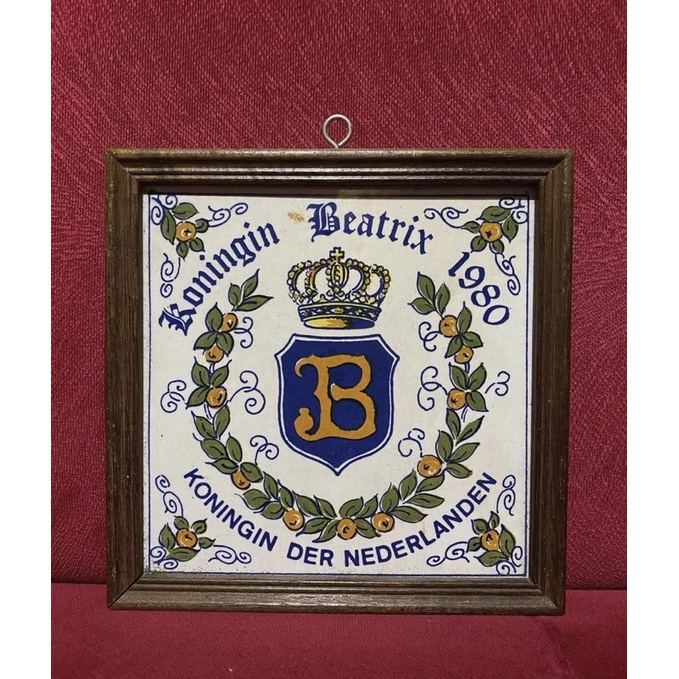 Koningin Beatrix 1980
B
KONINGIN DER NEDERLANDEN